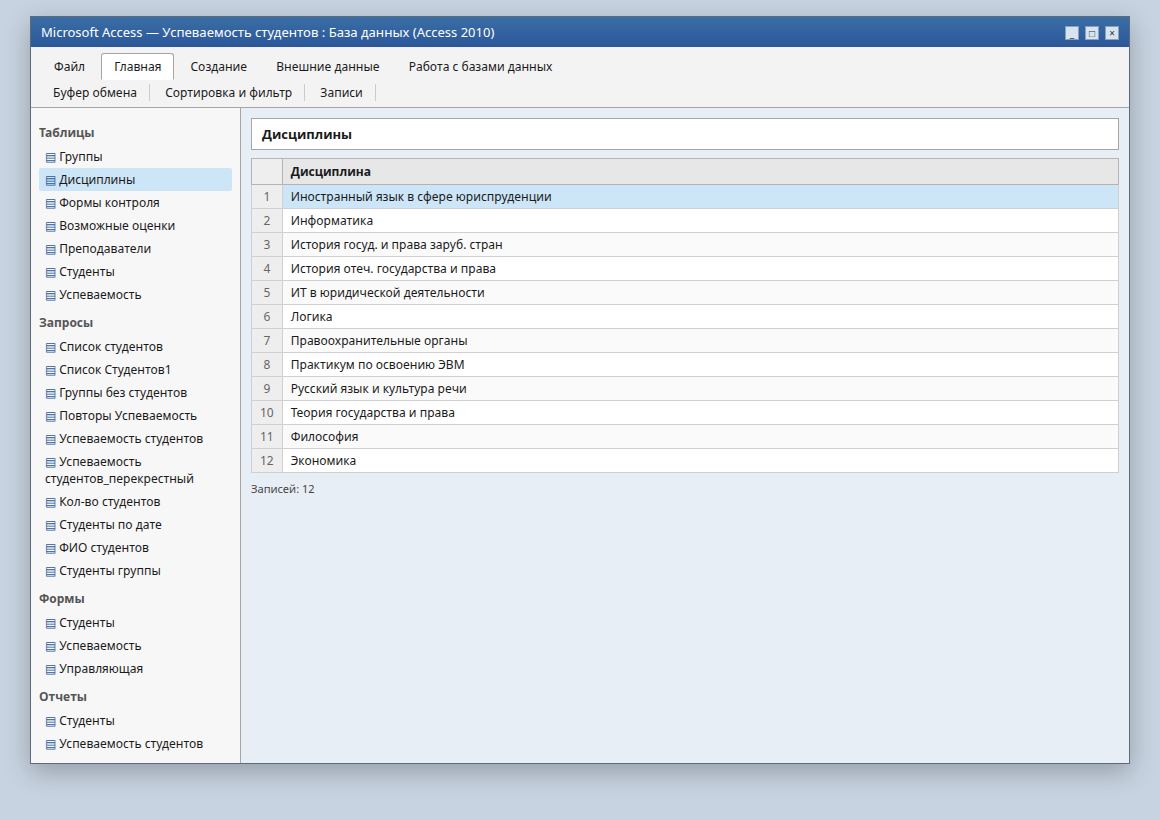 Microsoft Access — Успеваемость студентов : База данных (Access 2010)
Файл Главная Создание Внешние данные Работа с базами данных
Буфер обмена Сортировка и фильтр Записи
Таблицы
Группы
Дисциплины
Формы контроля
Возможные оценки
Преподаватели
Студенты
Успеваемость
Запросы
Список студентов
Список Студентов1
Группы без студентов
Повторы Успеваемость
Успеваемость студентов
Успеваемость
студентов_перекрестный
Кол-во студентов
Студенты по дате
ФИО студентов
Студенты группы
Формы
Студенты
Успеваемость
Управляющая
Отчеты
Студенты
Успеваемость студентов
Дисциплины
Дисциплина
1 Иностранный язык в сфере юриспруденции
2 Информатика
3 История госуд. и права заруб. стран
4 История отеч. государства и права
5 ИТ в юридической деятельности
6 Логика
7 Правоохранительные органы
8 Практикум по освоению ЭВМ
9 Русский язык и культура речи
10 Теория государства и права
11 Философия
12 Экономика
Записей: 12